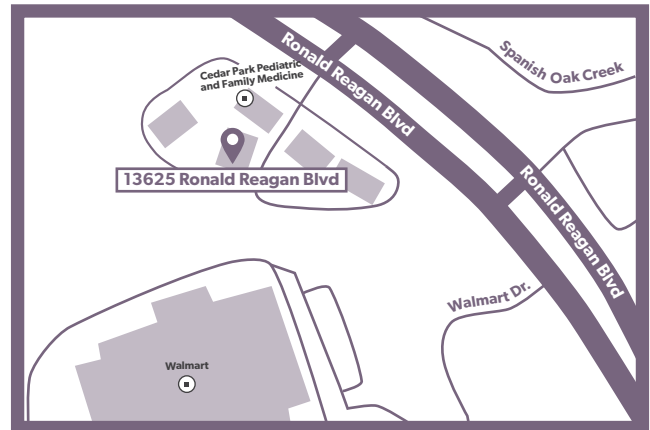 Spanish Oak Creek
Ronald Reagan Blvd
Cedar Park Pediatric
and Family Medicine
13625 Ronald Reagan Blvd
Ronald Reagan Blvd
Walmart Dr.
Walmart